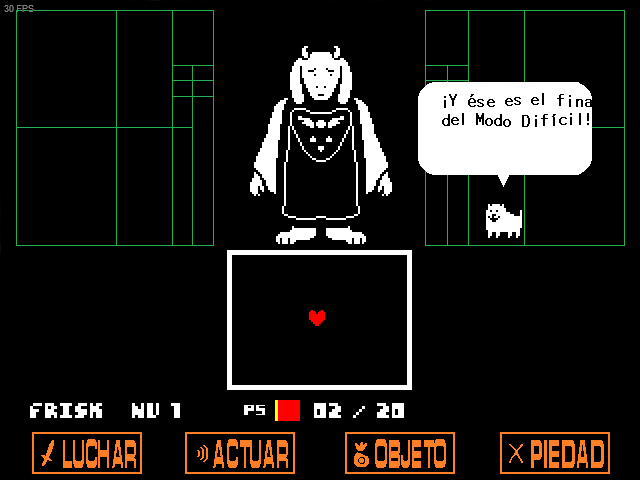 30 FPS
¡Y ése es el fina
del Modo Difícil!
FRISK NV 1 PS 02 / 20
LUCHAR ACTUAR OBJETO PIEDAD